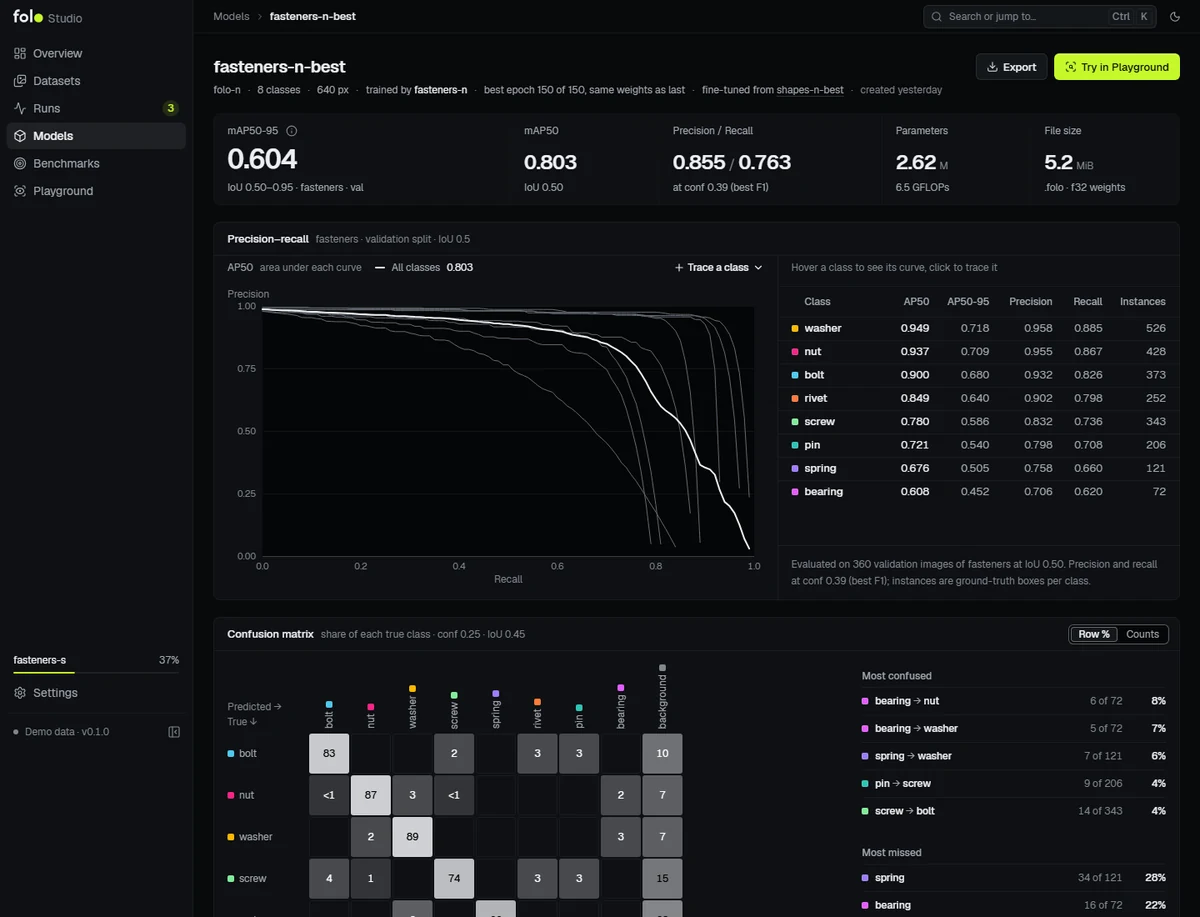 folo Studio
Models > fasteners-n-best
Search or jump to... Ctrl K
Overview
Datasets
Runs 3
Models
Benchmarks
Playground
fasteners-s 37%
Settings
Demo data · v0.1.0
fasteners-n-best
Export
Try in Playground
folo-n · 8 classes · 640 px · trained by fasteners-n · best epoch 150 of 150, same weights as last · fine-tuned from shapes-n-best · created yesterday
mAP50-95
0.604
IoU 0.50–0.95 · fasteners · val
mAP50
0.803
IoU 0.50
Precision / Recall
0.855 / 0.763
at conf 0.39 (best F1)
Parameters
2.62 M
6.5 GFLOPs
File size
5.2 MiB
.folo · f32 weights
Precision–recall fasteners · validation split · IoU 0.5
AP50 area under each curve — All classes 0.803
+ Trace a class
Precision
1.00
0.75
0.50
0.25
0.00
0.0 0.2 0.4 0.6 0.8 1.0
Recall
Hover a class to see its curve, click to trace it
Class AP50 AP50-95 Precision Recall Instances
washer 0.949 0.718 0.958 0.885 526
nut 0.937 0.709 0.955 0.867 428
bolt 0.900 0.680 0.932 0.826 373
rivet 0.849 0.640 0.902 0.798 252
screw 0.780 0.586 0.832 0.736 343
pin 0.721 0.540 0.798 0.708 206
spring 0.676 0.505 0.758 0.660 121
bearing 0.608 0.452 0.706 0.620 72
Evaluated on 360 validation images of fasteners at IoU 0.50. Precision and recall
at conf 0.39 (best F1); instances are ground-truth boxes per class.
Confusion matrix share of each true class · conf 0.25 · IoU 0.45
Row % Counts
Predicted →
True ↓
bolt nut washer screw spring rivet pin bearing background
bolt 83 2 3 3 10
nut <1 87 3 <1 2 7
washer 2 89 3 7
screw 4 1 74 3 3 15
Most confused
bearing → nut 6 of 72 8%
bearing → washer 5 of 72 7%
spring → washer 7 of 121 6%
pin → screw 9 of 206 4%
screw → bolt 14 of 343 4%
Most missed
spring 34 of 121 28%
bearing 16 of 72 22%